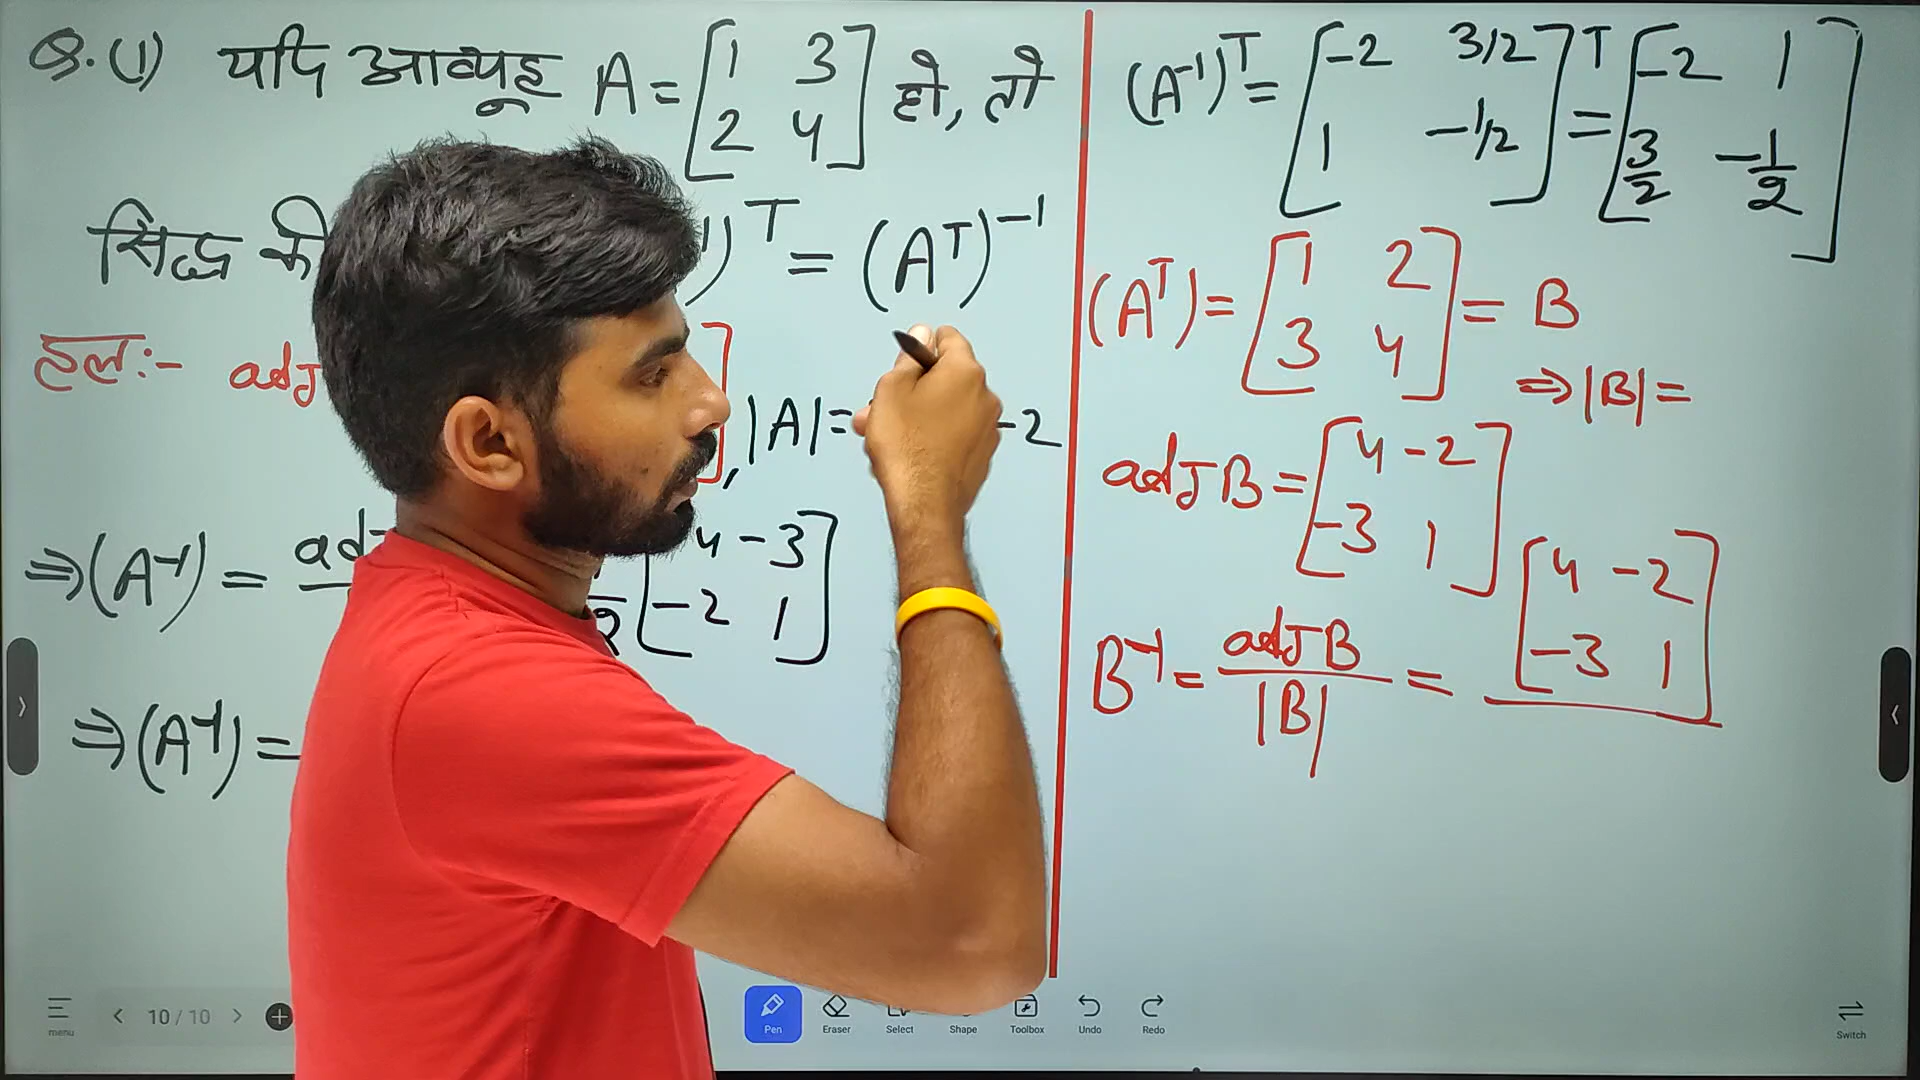 Q.(1) यदि आव्यूह A = [1 3
2 4] हो, तो
सिद्ध की )ᵀ = (Aᵀ)⁻¹
हल:- adj
, |A| = -2
⇒ (A⁻¹) = ad [4 -3
-2 1]
⇒ (A⁻¹) =
(A⁻¹)ᵀ = [-2 3/2
1 -1/2]ᵀ = [-2 1
3/2 -1/2]
(Aᵀ) = [1 2
3 4] = B
⇒ |B| =
adj B = [4 -2
-3 1]
B⁻¹ = adj B / |B| = [4 -2
-3 1]
menu
10/10
Pen
Eraser
Select
Shape
Toolbox
Undo
Redo
Switch